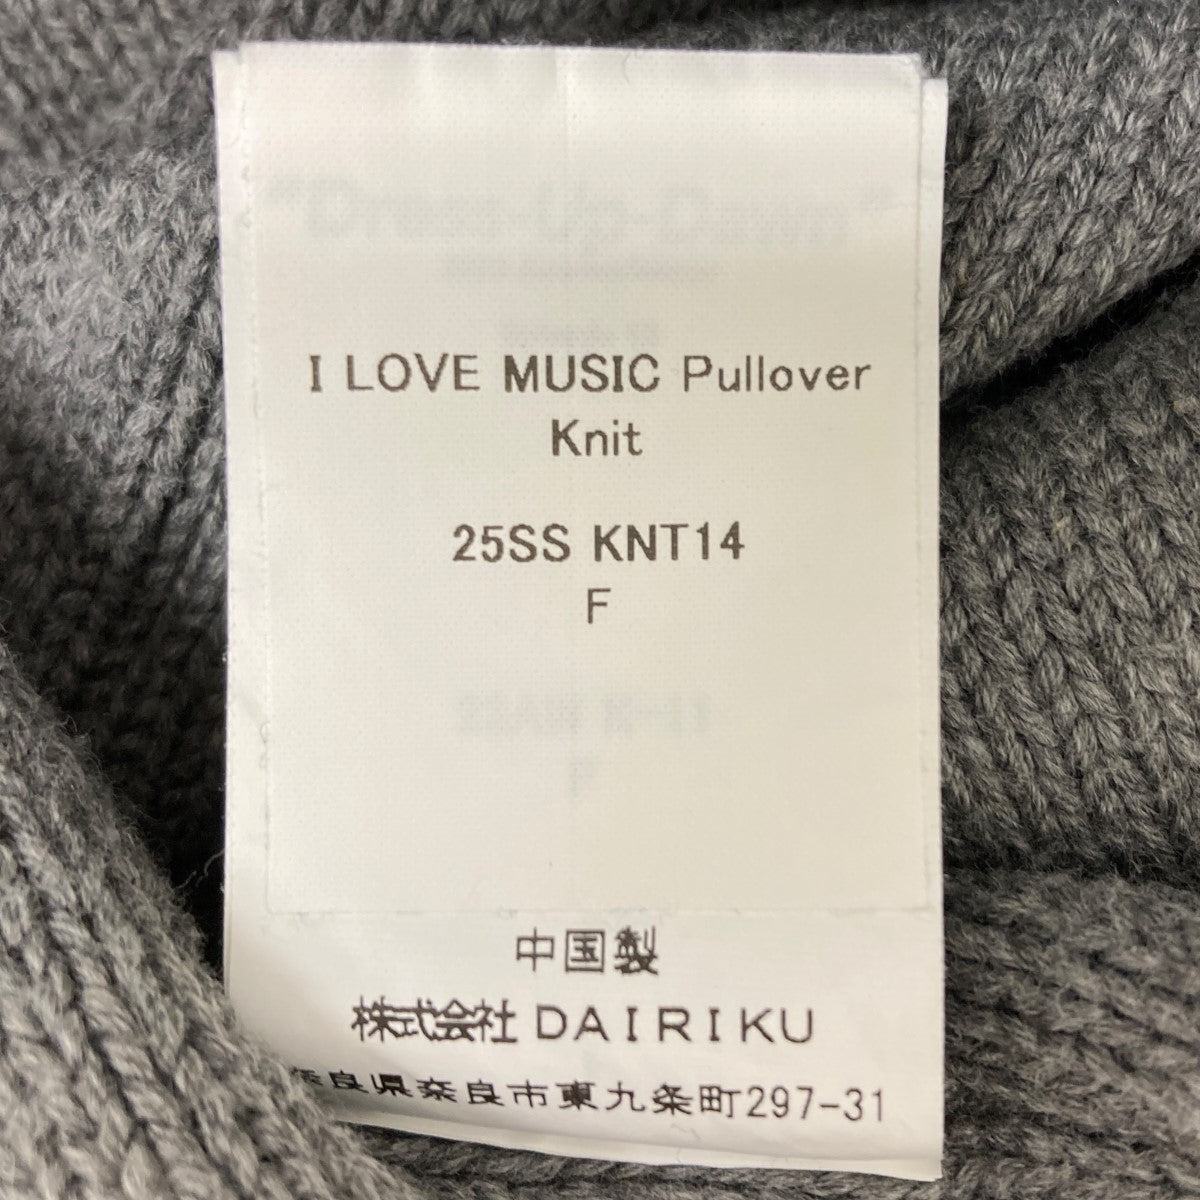 I LOVE MUSIC Pullover
Knit
25SS KNT14
F
中国製
株式会社 DAIRIKU
奈良県奈良市東九条町297-31